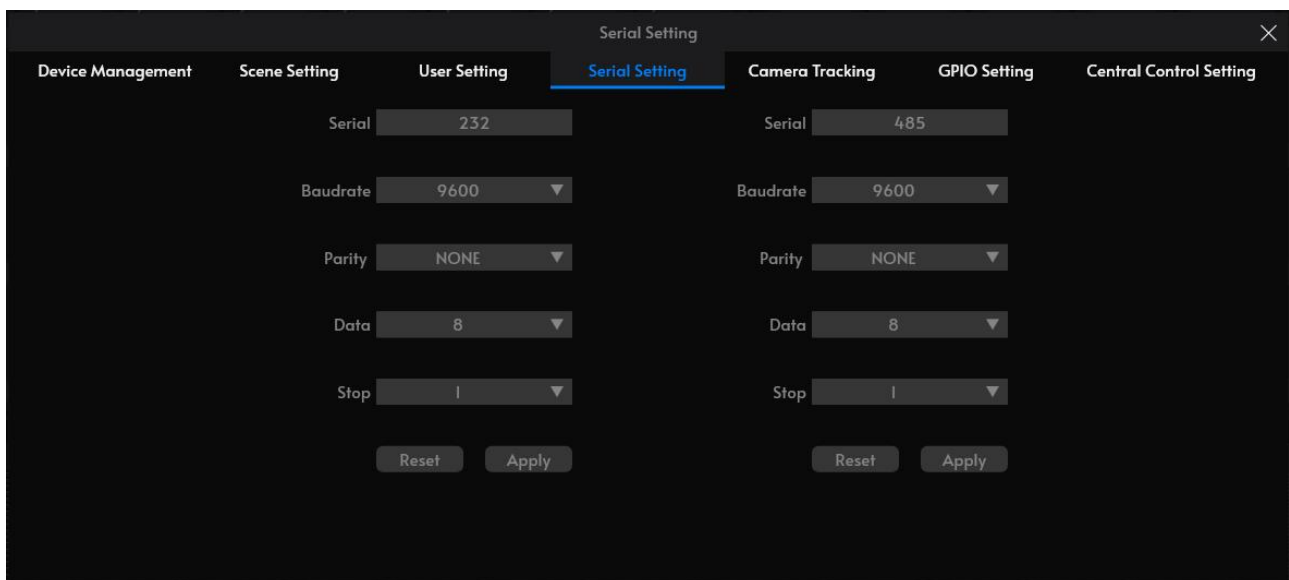 Serial Setting
Device Management Scene Setting User Setting Serial Setting Camera Tracking GPIO Setting Central Control Setting
Serial 232 Serial 485
Baudrate 9600 Baudrate 9600
Parity NONE Parity NONE
Data 8 Data 8
Stop 1 Stop 1
Reset Apply Reset Apply